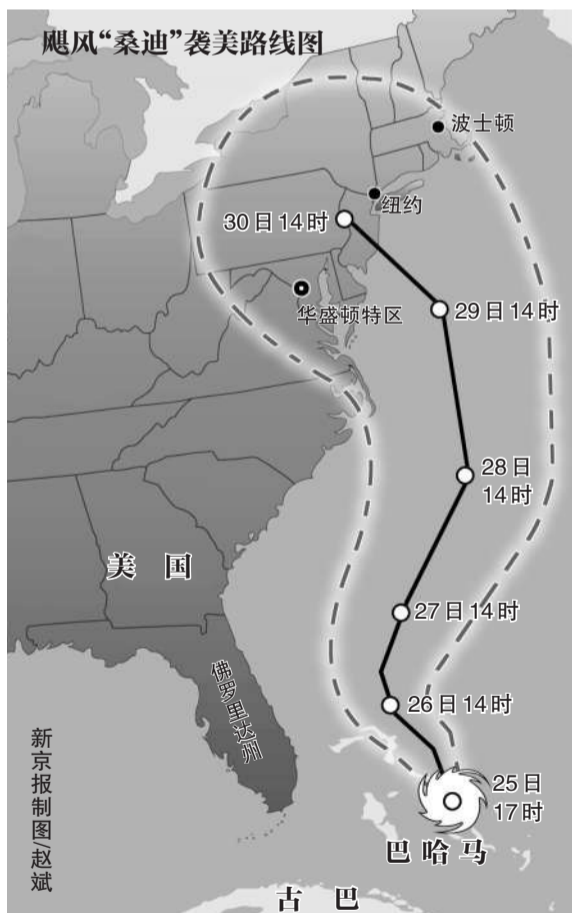 飓风“桑迪”袭美路线图
波士顿
纽约
30日14时
华盛顿特区
29日14时
28日
14时
美国
27日14时
佛罗里达州
26日14时
新京报制图/赵斌
25日
17时
巴哈马
古巴